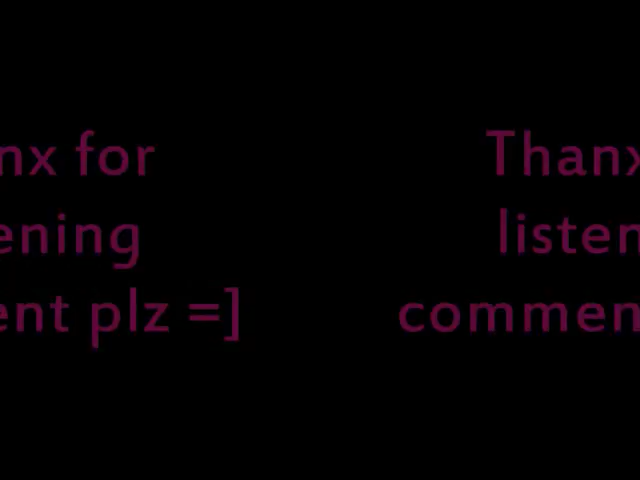 nx for Thanx
ening listen
ent plz =] commen